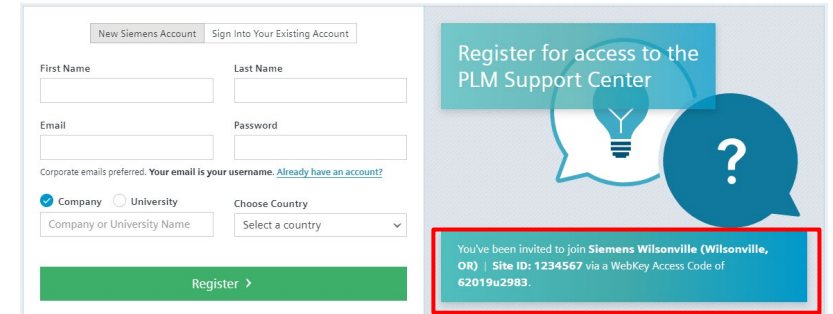 New Siemens Account Sign Into Your Existing Account
First Name Last Name
Email Password
Corporate emails preferred. Your email is your username. Already have an account?
Company University Choose Country
Company or University Name Select a country
Register >
Register for access to the
PLM Support Center
?
You've been invited to join Siemens Wilsonville (Wilsonville,
OR) | Site ID: 1234567 via a WebKey Access Code of
62019u2983.